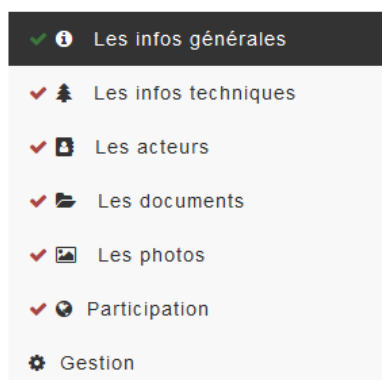 Les infos générales
Les infos techniques
Les acteurs
Les documents
Les photos
Participation
Gestion